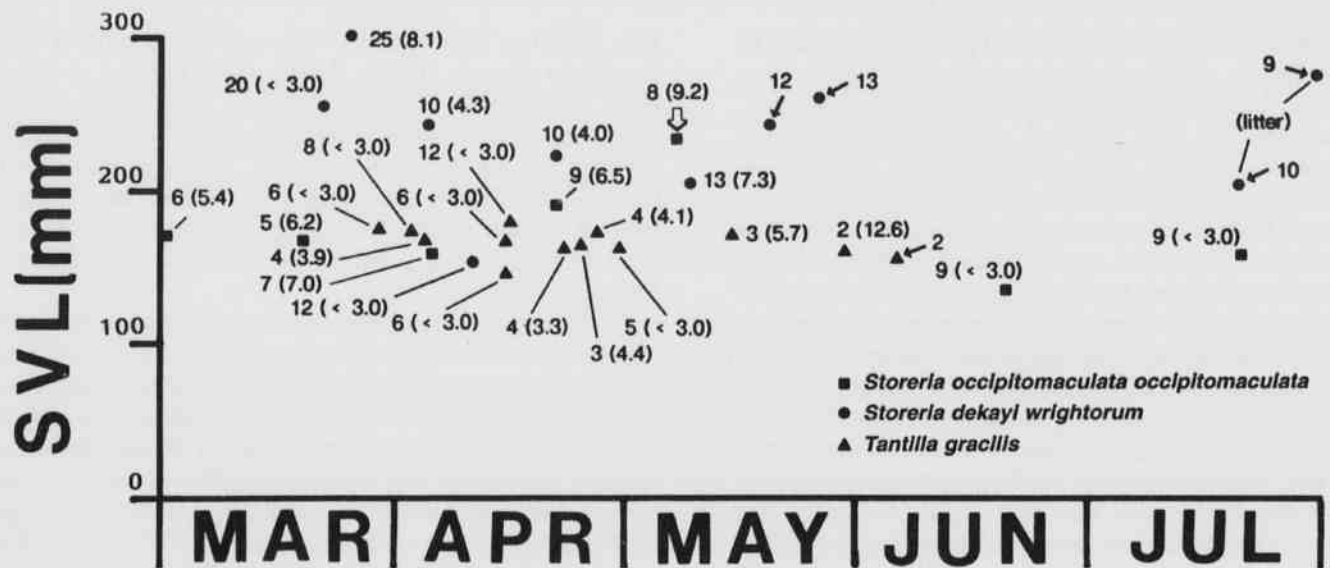 300
25 (8.1)
20 (< 3.0)
10 (4.3)
8 (9.2)
12
13
9
(litter)
8 (< 3.0)
12 (< 3.0)
10 (4.0)
9 (6.5)
13 (7.3)
10
200
6 (5.4)
6 (< 3.0)
6 (< 3.0)
5 (6.2)
4 (4.1)
3 (5.7)
2 (12.6)
2
9 (< 3.0)
4 (3.9)
7 (7.0)
9 (< 3.0)
12 (< 3.0)
6 (< 3.0)
4 (3.3)
5 (< 3.0)
3 (4.4)
100
SVL[mm]
Storeria occipitomaculata occipitomaculata
Storeria dekayi wrightorum
Tantilla gracilis
0
MAR APR MAY JUN JUL